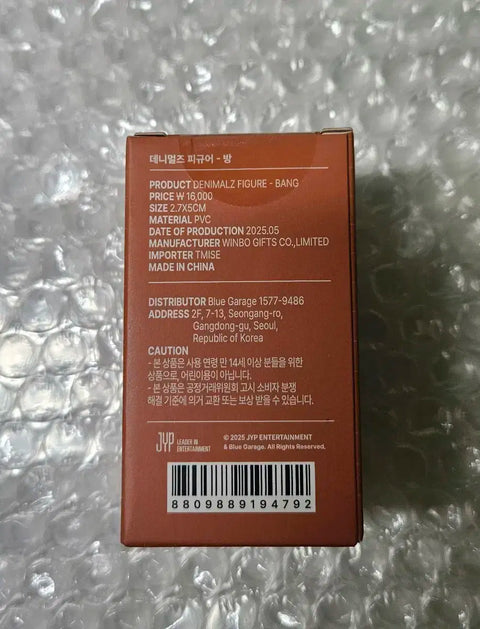 데니멀즈 피규어 - 방
PRODUCT DENIMALZ FIGURE - BANG
PRICE ₩ 16,000
SIZE 2.7X5CM
MATERIAL PVC
DATE OF PRODUCTION 2025.05
MANUFACTURER WINBO GIFTS CO.,LIMITED
IMPORTER TMISE
MADE IN CHINA
DISTRIBUTOR Blue Garage 1577-9486
ADDRESS 2F, 7-13, Seongang-ro,
Gangdong-gu, Seoul,
Republic of Korea
CAUTION
- 본 상품은 사용 연령 만 14세 이상 분들을 위한
상품으로, 어린이용이 아닙니다.
- 본 상품은 공정거래위원회 고시 소비자 분쟁
해결 기준에 의거 교환 또는 보상 받을 수 있습니다.
JYP LEADER IN
ENTERTAINMENT
© 2025 JYP ENTERTAINMENT
& Blue Garage. All Rights Reserved.
8809889194792